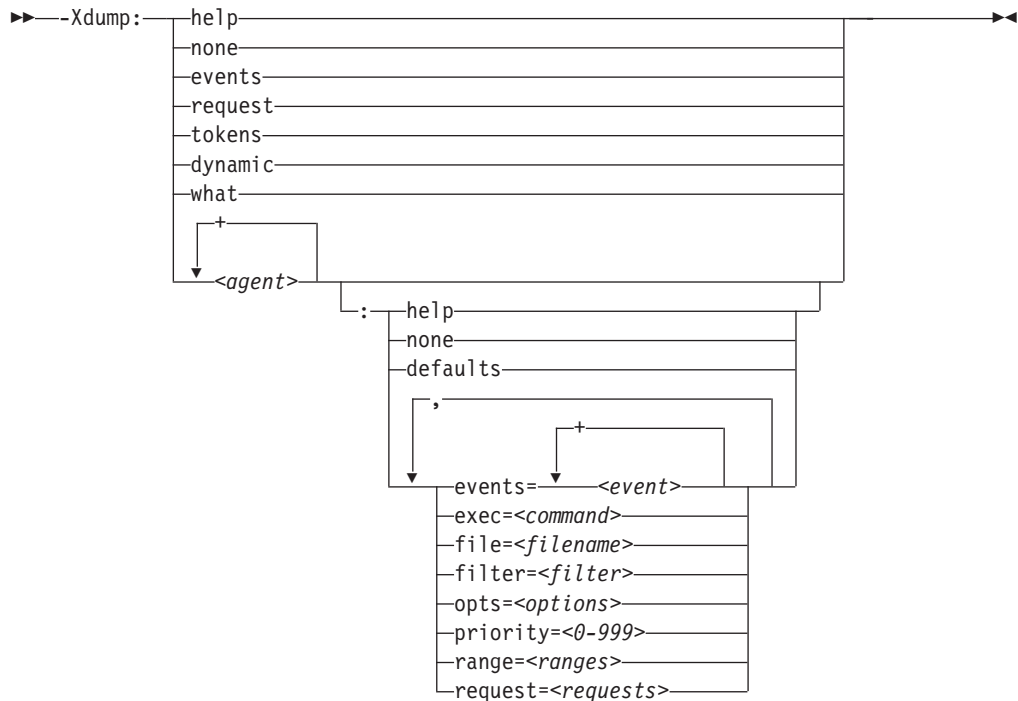 -Xdump: help
none
events
request
tokens
dynamic
what
+
<agent>
: help
none
defaults
,
+
events= <event>
exec=<command>
file=<filename>
filter=<filter>
opts=<options>
priority=<0-999>
range=<ranges>
request=<requests>